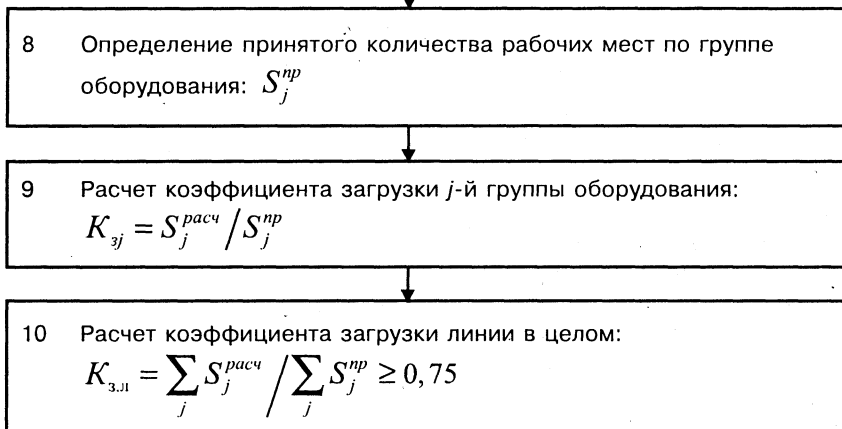 8 Определение принятого количества рабочих мест по группе
оборудования: $S_j^{пр}$
9 Расчет коэффициента загрузки j-й группы оборудования:
$K_{зj} = S_j^{расч} / S_j^{пр}$
10 Расчет коэффициента загрузки линии в целом:
$K_{з.л} = \sum_j S_j^{расч} / \sum_j S_j^{пр} \geq 0,75$